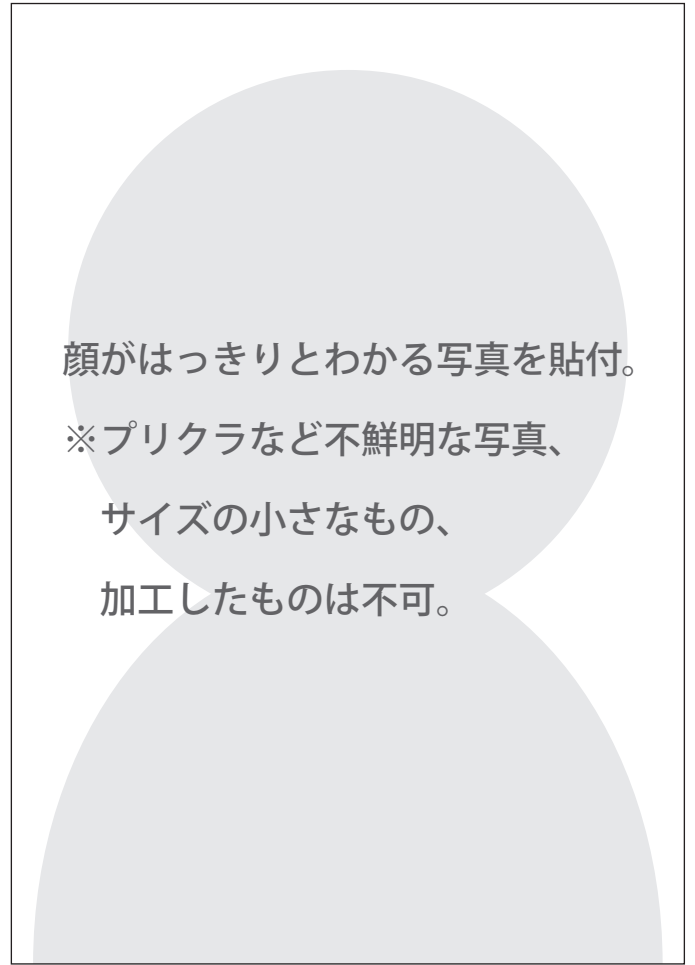 顔がはっきりとわかる写真を貼付。
※プリクラなど不鮮明な写真、
サイズの小さなもの、
加工したものは不可。